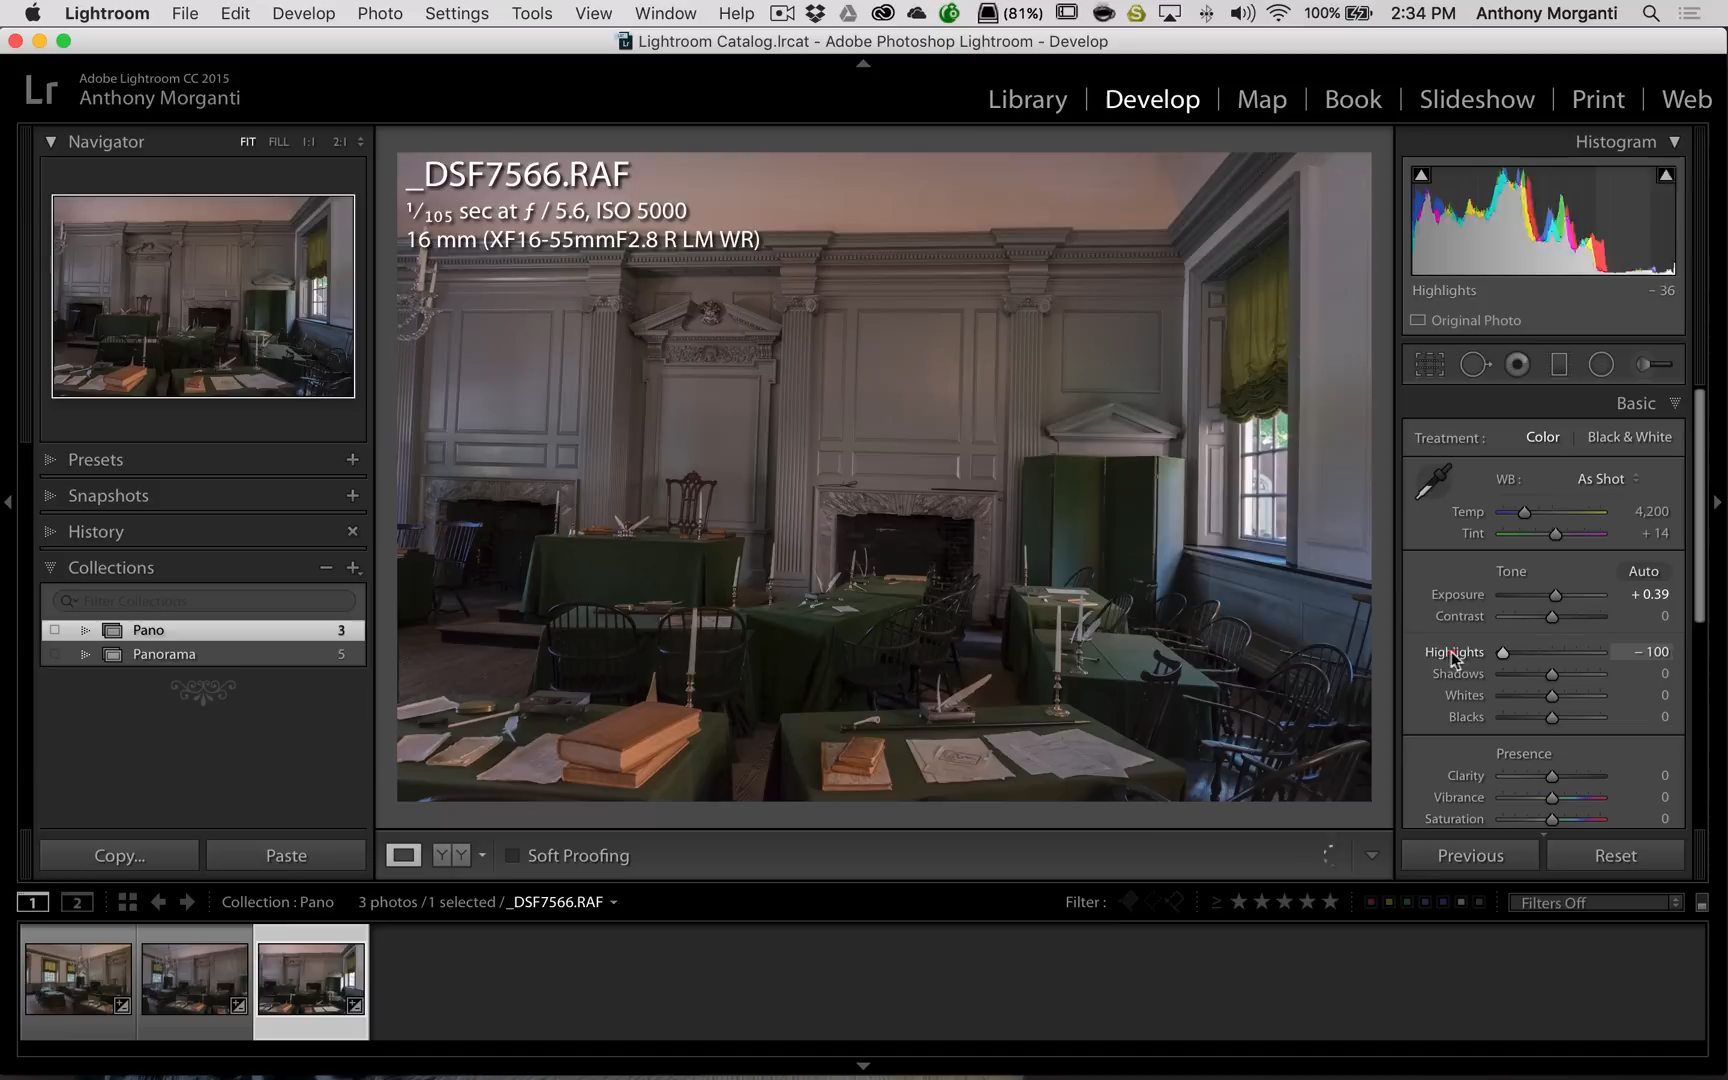 Lightroom File Edit Develop Photo Settings Tools View Window Help (81%) 100% 2:34 PM Anthony Morganti
Lightroom Catalog.lrcat - Adobe Photoshop Lightroom - Develop
Lr
Adobe Lightroom CC 2015
Anthony Morganti
Library | Develop | Map | Book | Slideshow | Print | Web
Navigator FIT FILL 1:1 2:1
Presets
Snapshots
History
Collections
Filter Collections
Pano 3
Panorama 5
Copy... Paste
_DSF7566.RAF
1/105 sec at ƒ / 5.6, ISO 5000
16 mm (XF16-55mmF2.8 R LM WR)
Soft Proofing
Histogram
Highlights - 36
Original Photo
Basic
Treatment : Color Black & White
WB : As Shot
Temp 4,200
Tint + 14
Tone Auto
Exposure + 0.39
Contrast 0
Highlights - 100
Shadows 0
Whites 0
Blacks 0
Presence
Clarity 0
Vibrance 0
Saturation 0
Previous Reset
1 2 Collection : Pano 3 photos / 1 selected / _DSF7566.RAF Filter : ≥ Filters Off